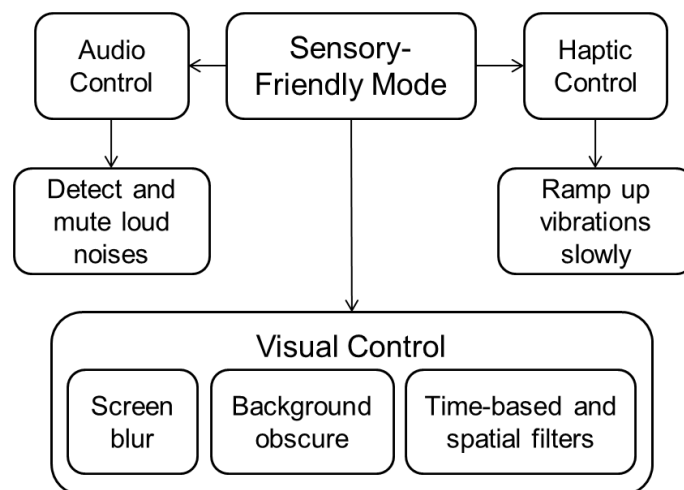 Audio
Control
Sensory-
Friendly Mode
Haptic
Control
Detect and
mute loud
noises
Ramp up
vibrations
slowly
Visual Control
Screen
blur
Background
obscure
Time-based and
spatial filters